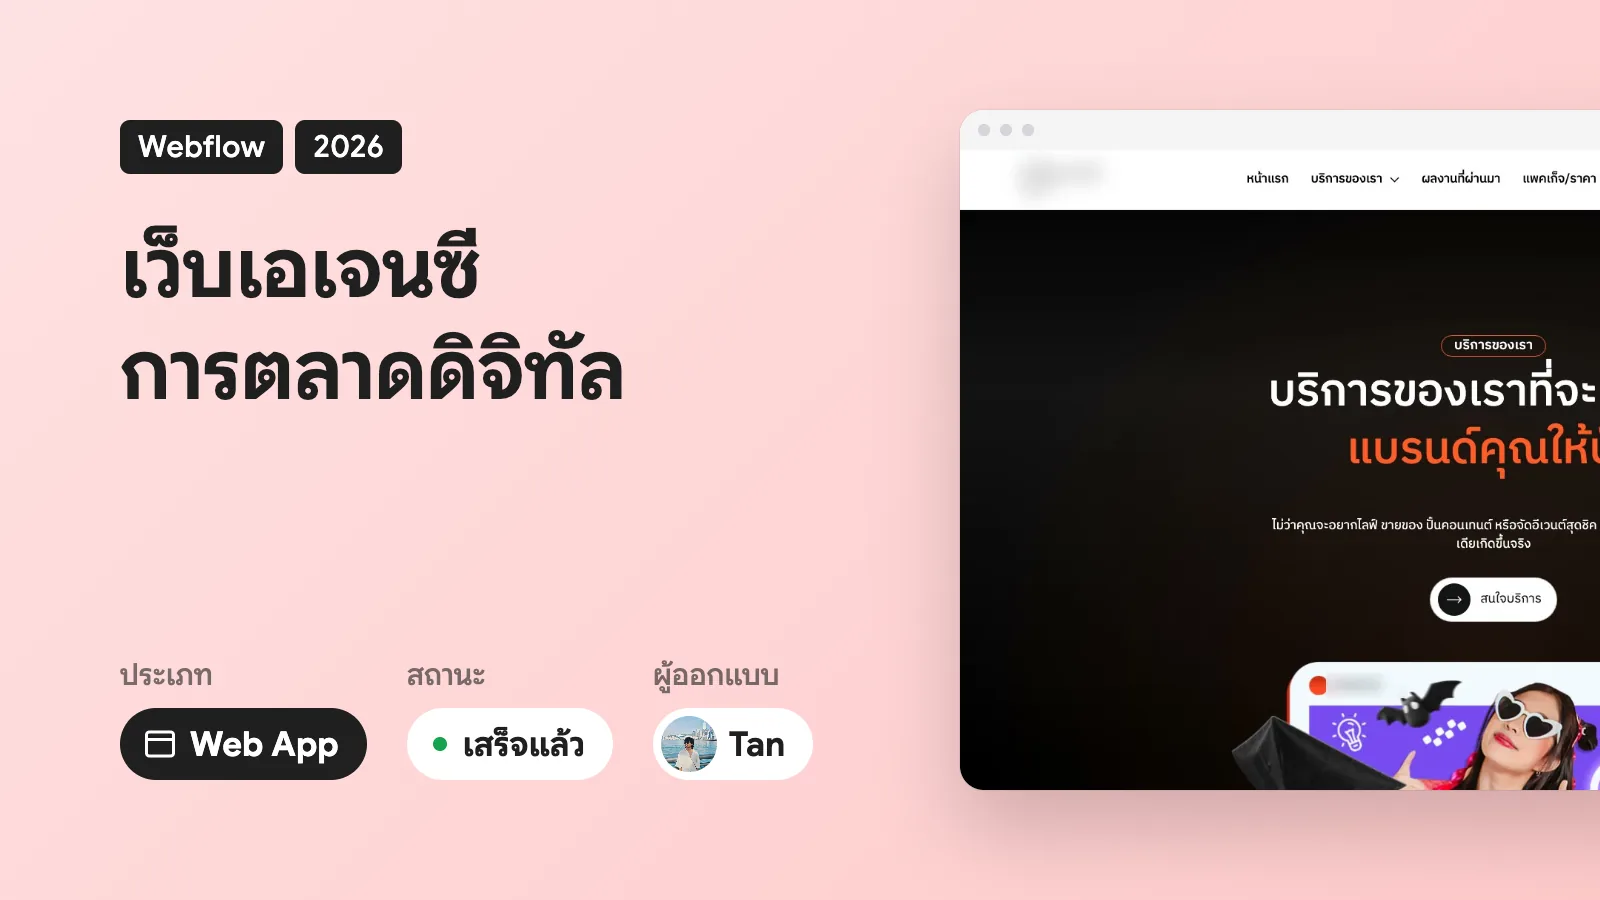 Webflow
2026
เว็บเอเจนซี
การตลาดดิจิทัล
ประเภท
สถานะ
ผู้ออกแบบ
Web App
เสร็จแล้ว
Tan
หน้าแรก
บริการของเรา
ผลงานที่ผ่านมา
แพคเก็จ/ราคา
บริการของเรา
บริการของเราที่จะ
แบรนด์คุณให้
ไม่ว่าคุณจะอยากไลฟ์ ขายของ ปั้นคอนเทนต์ หรือจัดอีเวนต์สุดชิค
เดียเกิดขึ้นจริง
สนใจบริการ